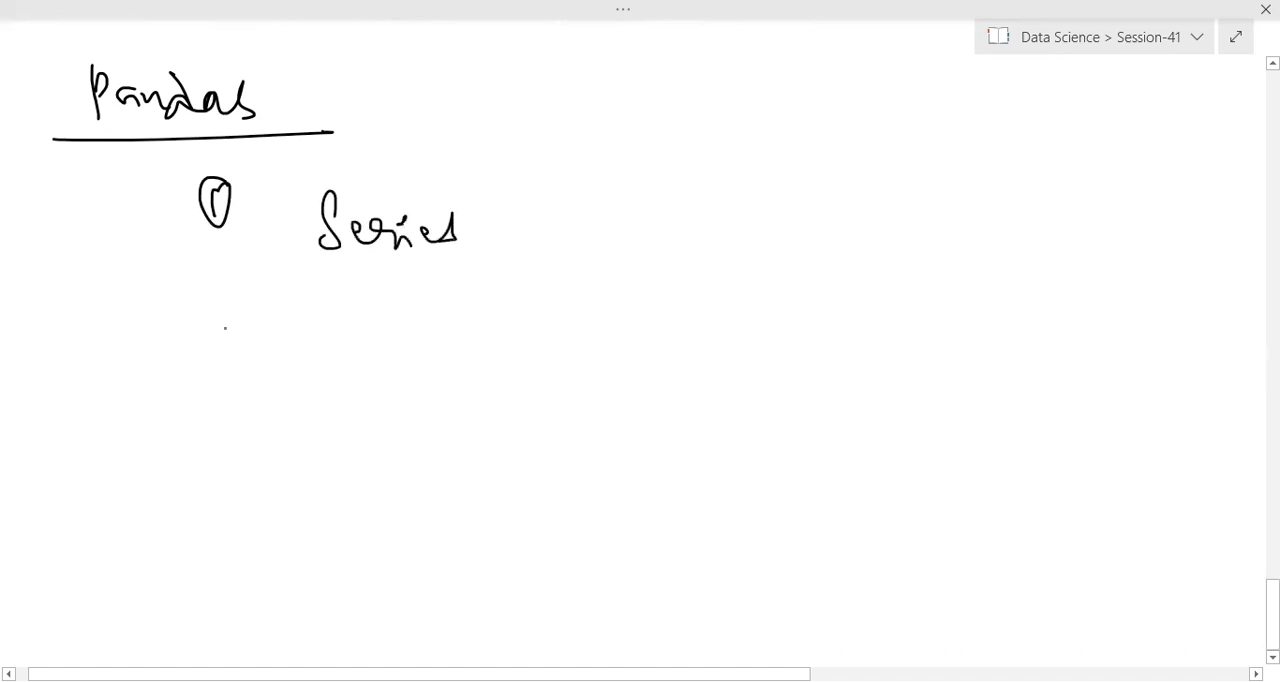 Data Science > Session-41
Pandas
① Series